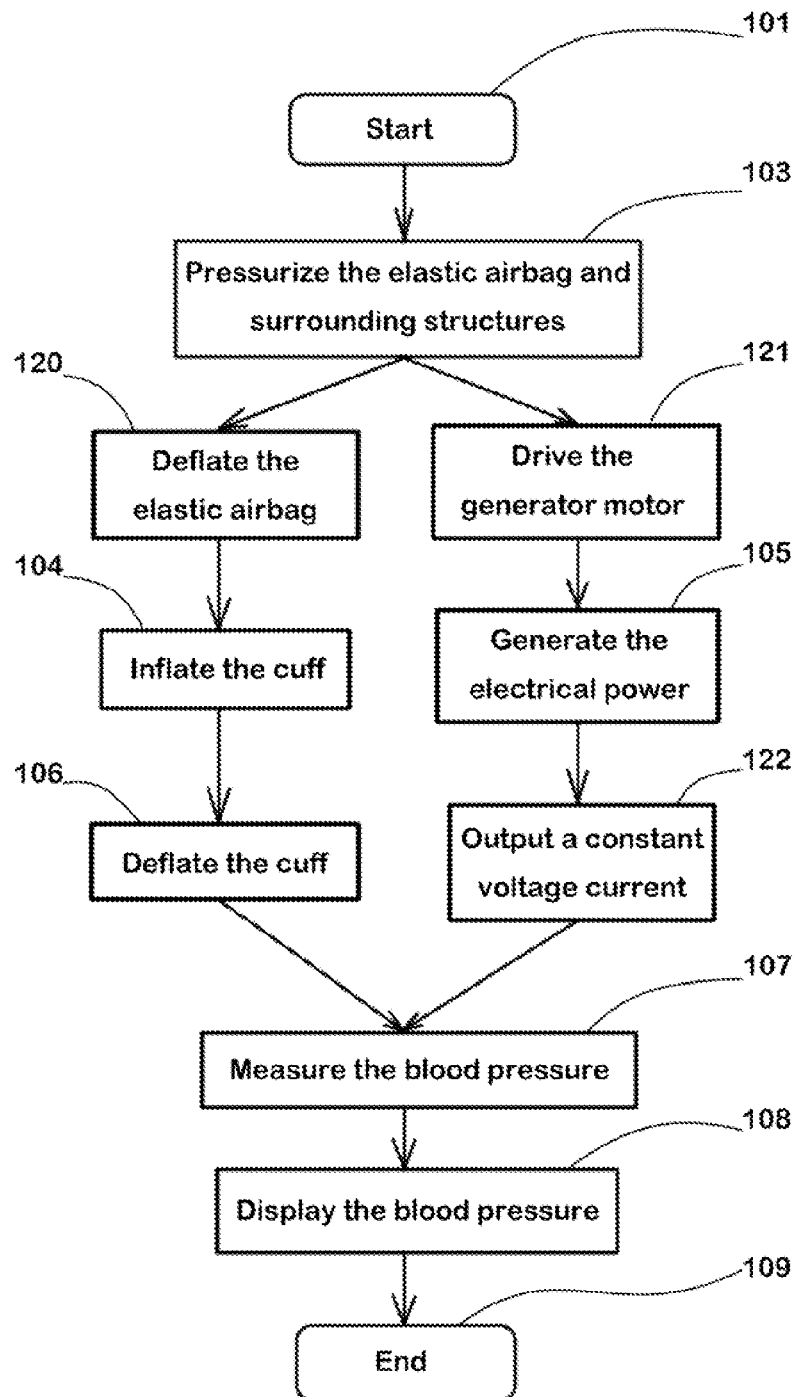 101
Start
103
Pressurize the elastic airbag and
surrounding structures
120
121
Deflate the
elastic airbag
Drive the
generator motor
104
105
Inflate the cuff
Generate the
electrical power
106
122
Deflate the cuff
Output a constant
voltage current
107
Measure the blood pressure
108
Display the blood pressure
109
End